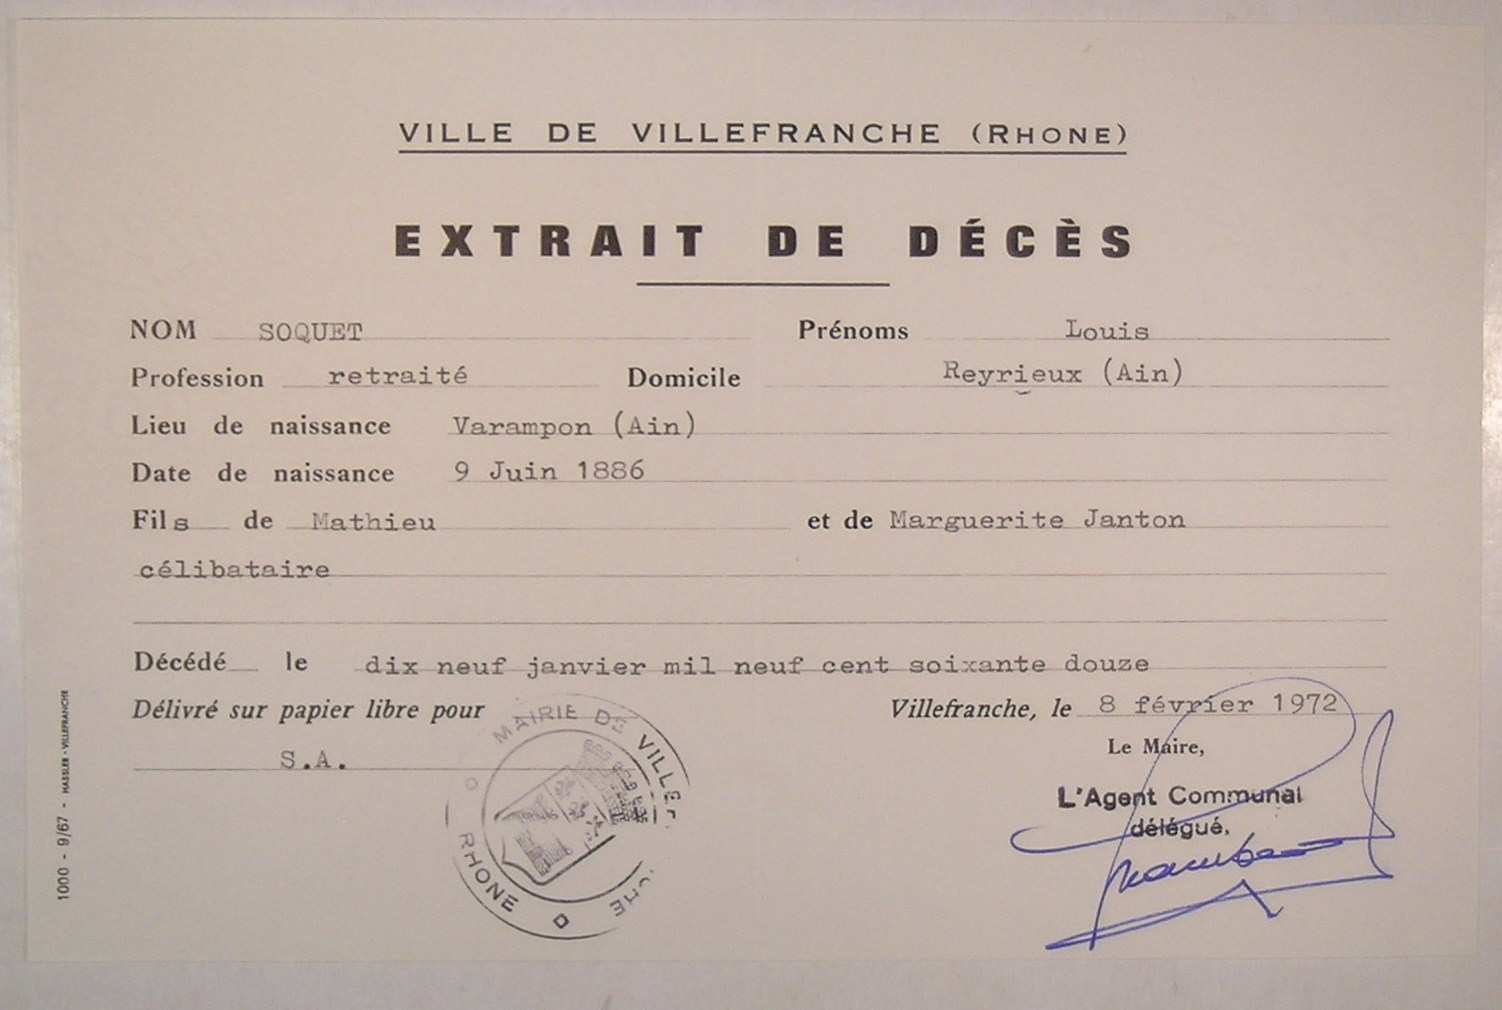 VILLE DE VILLEFRANCHE (RHONE)
EXTRAIT DE DÉCÈS
NOM SOQUET Prénoms Louis
Profession retraité Domicile Reyrieux (Ain)
Lieu de naissance Varampon (Ain)
Date de naissance 9 Juin 1886
Fils de Mathieu et de Marguerite Janton
célibataire
Décédé le dix neuf janvier mil neuf cent soixante douze
Délivré sur papier libre pour Villefranche, le 8 février 1972
S.A.
Le Maire,
L'Agent Communal
délégué,
MAIRIE DE VILLEF CHE
RHONE
1000 - 9/67 - HASSLER - VILLEFRANCHE